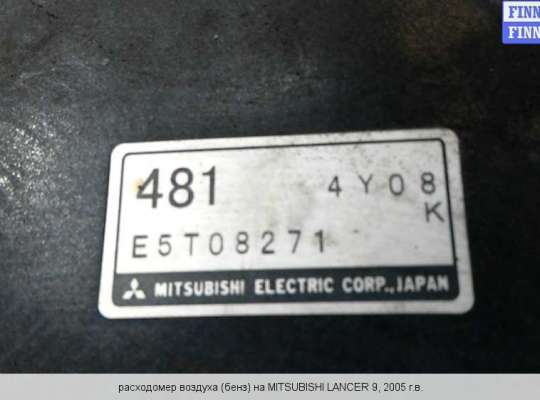 FINN
FINN
481 4Y08
K
E5T08271
MITSUBISHI ELECTRIC CORP., JAPAN
расходомер воздуха (бенз) на MITSUBISHI LANCER 9, 2005 г.в.